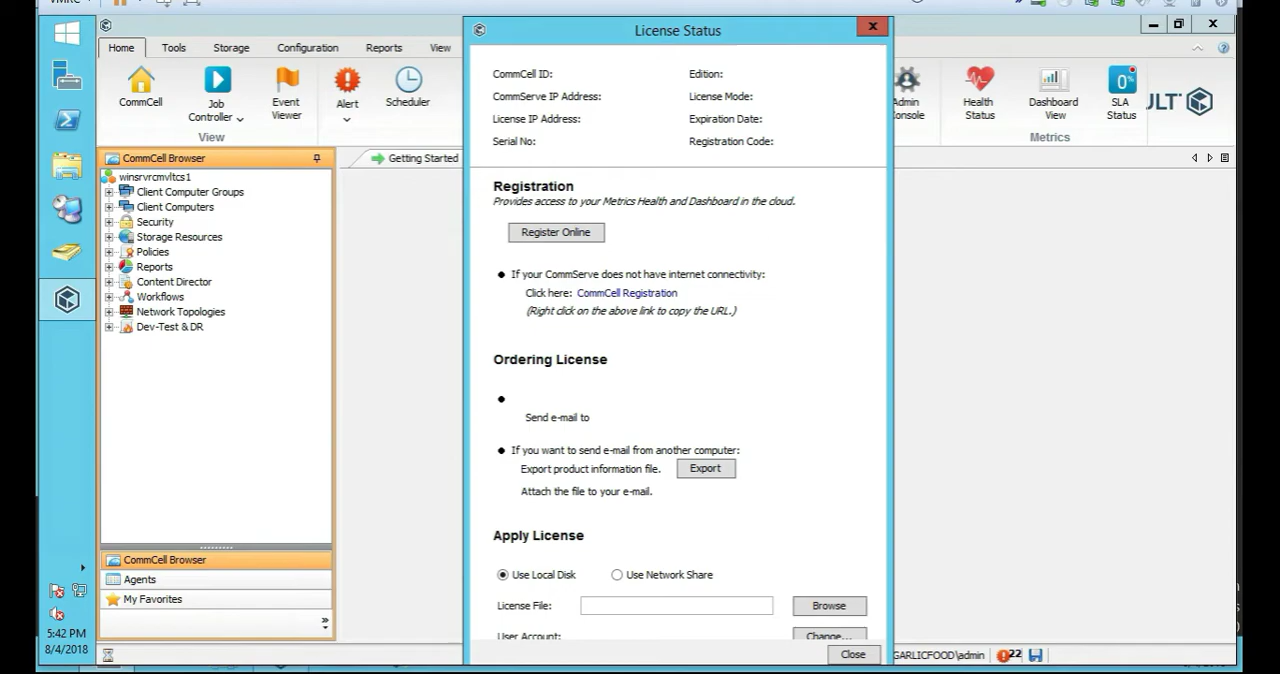 VMRC
License Status
Home
Tools
Storage
Configuration
Reports
View
CommCell
Job
Controller
Event
Viewer
Alert
Scheduler
View
Health
Status
Dashboard
View
SLA
Status
0%
Metrics
CommCell Browser
Getting Started
winsrvrcmvltcs1
Client Computer Groups
Client Computers
Security
Storage Resources
Policies
Reports
Content Director
Workflows
Network Topologies
Dev-Test & DR
CommCell Browser
Agents
My Favorites
CommCell ID:
Edition:
CommServe IP Address:
License Mode:
License IP Address:
Expiration Date:
Serial No:
Registration Code:
Registration
Provides access to your Metrics Health and Dashboard in the cloud.
Register Online
If your CommServe does not have internet connectivity:
Click here: CommCell Registration
(Right click on the above link to copy the URL.)
Ordering License
Send e-mail to
If you want to send e-mail from another computer:
Export product information file.
Export
Attach the file to your e-mail.
Apply License
Use Local Disk
Use Network Share
License File:
Browse
User Account:
Change...
Close
GARLICFOOD\admin
22
5:42 PM
8/4/2018